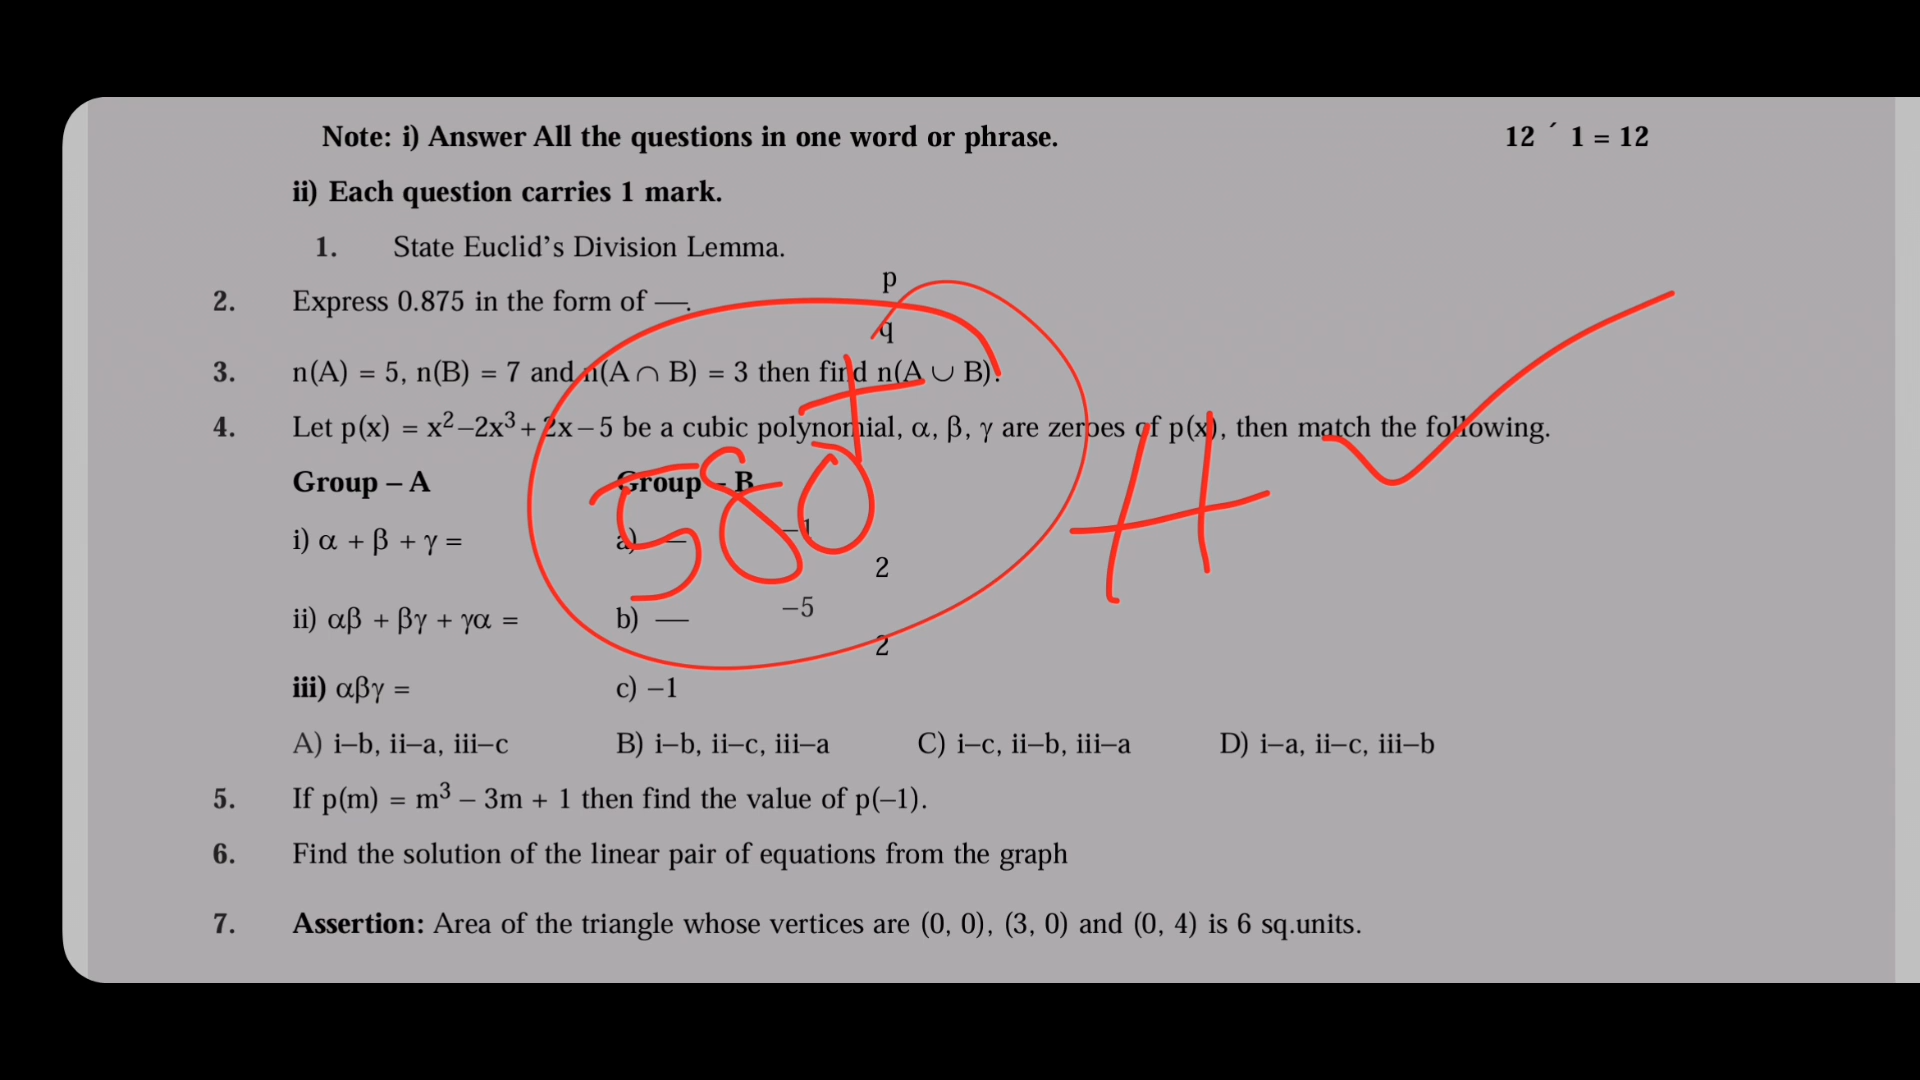 Note: i) Answer All the questions in one word or phrase. 12 ´ 1 = 12
ii) Each question carries 1 mark.
1. State Euclid’s Division Lemma.
2. Express 0.875 in the form of — p/q.
3. n(A) = 5, n(B) = 7 and n(A ∩ B) = 3 then find n(A ∪ B).
4. Let p(x) = x²–2x³+ 2x – 5 be a cubic polynomial, α, β, γ are zeroes of p(x), then match the following.
Group – A Group – B
i) α + β + γ = a) — –1 2
ii) αβ + βγ + γα = b) — –5 2
iii) αβγ = c) –1
A) i–b, ii–a, iii–c B) i–b, ii–c, iii–a C) i–c, ii–b, iii–a D) i–a, ii–c, iii–b
5. If p(m) = m³ – 3m + 1 then find the value of p(–1).
6. Find the solution of the linear pair of equations from the graph
7. Assertion: Area of the triangle whose vertices are (0, 0), (3, 0) and (0, 4) is 6 sq.units.
580